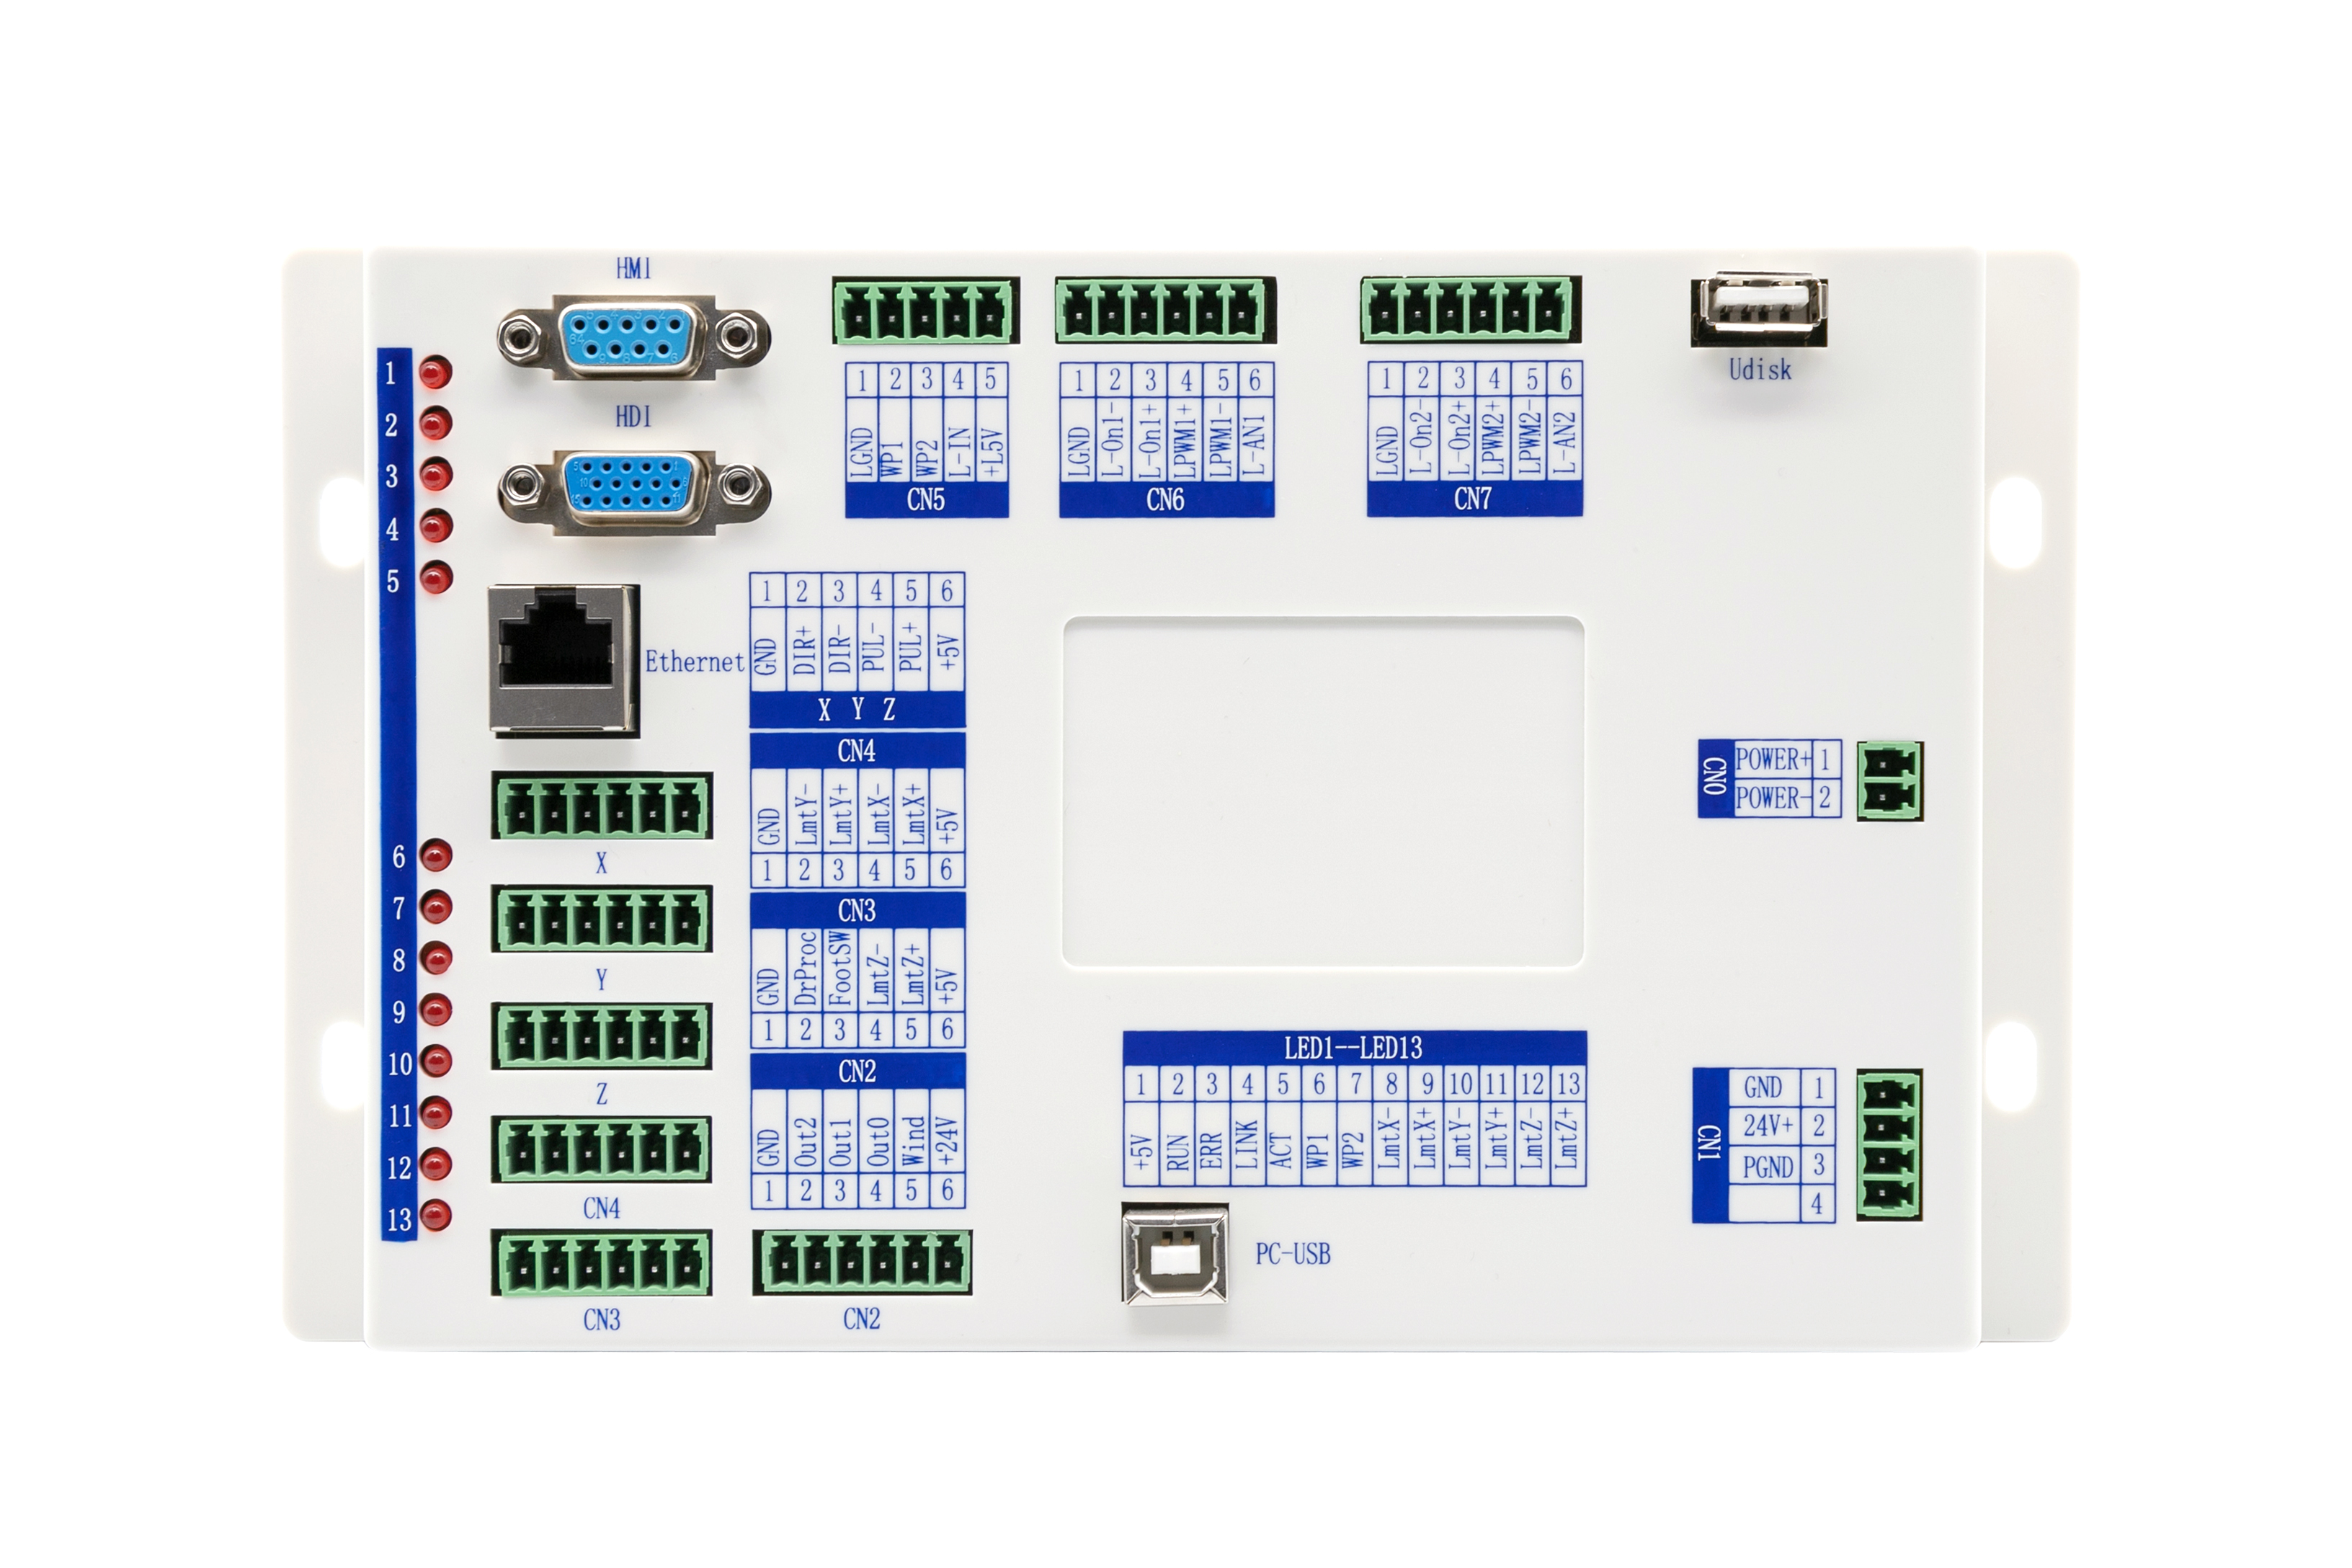 HMI
HDI
1
2
3
4
5
6
7
8
9
10
11
12
13
Ethernet
X
Y
Z
CN4
CN3
CN2
1 2 3 4 5
LGND WP1 WP2 L-IN +L5V
CN5
1 2 3 4 5 6
LGND L-On1- L-On1+ LPWM1+ LPWM1- L-AN1
CN6
1 2 3 4 5 6
LGND L-On2- L-On2+ LPWM2+ LPWM2- L-AN2
CN7
Udisk
1 2 3 4 5 6
GND DIR+ DIR- PUL- PUL+ +5V
X Y Z
CN4
GND LmtY- LmtY+ LmtX- LmtX+ +5V
1 2 3 4 5 6
CN3
GND DrProc FootSW LmtZ- LmtZ+ +5V
1 2 3 4 5 6
CN2
GND Out2 Out1 Out0 Wind +24V
1 2 3 4 5 6
CN0
POWER+ 1
POWER- 2
LED1--LED13
1 2 3 4 5 6 7 8 9 10 11 12 13
+5V RUN ERR LINK ACT WP1 WP2 LmtX- LmtX+ LmtY- LmtY+ LmtZ- LmtZ+
PC-USB
CN1
GND 1
24V+ 2
PGND 3
4